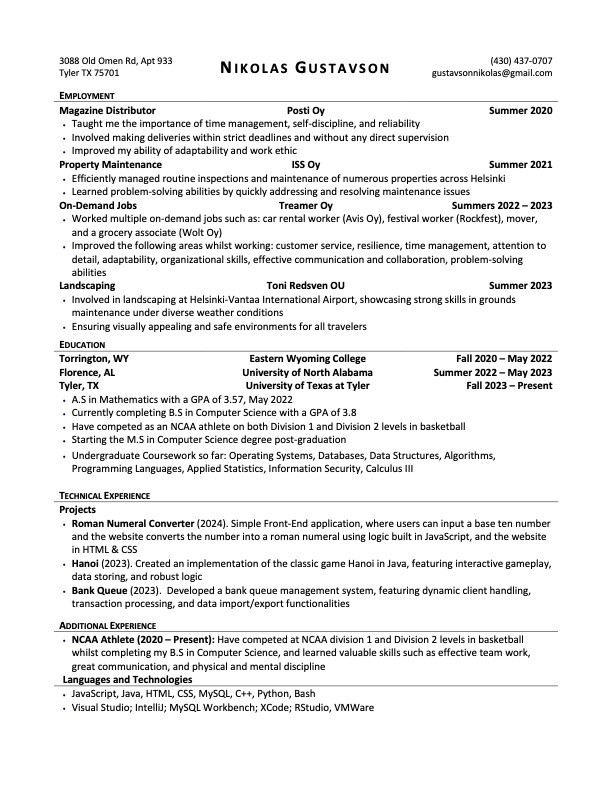 3088 Old Omen Rd, Apt 933
Tyler TX 75701
NIKOLAS GUSTAVSON
(430) 437-0707
gustavsonnikolas@gmail.com
EMPLOYMENT
Magazine Distributor Posti Oy Summer 2020
• Taught me the importance of time management, self-discipline, and reliability
• Involved making deliveries within strict deadlines and without any direct supervision
• Improved my ability of adaptability and work ethic
Property Maintenance ISS Oy Summer 2021
• Efficiently managed routine inspections and maintenance of numerous properties across Helsinki
• Learned problem-solving abilities by quickly addressing and resolving maintenance issues
On-Demand Jobs Treamer Oy Summers 2022 – 2023
• Worked multiple on-demand jobs such as: car rental worker (Avis Oy), festival worker (Rockfest), mover,
and a grocery associate (Wolt Oy)
• Improved the following areas whilst working: customer service, resilience, time management, attention to
detail, adaptability, organizational skills, effective communication and collaboration, problem-solving
abilities
Landscaping Toni Redsven OU Summer 2023
• Involved in landscaping at Helsinki-Vantaa International Airport, showcasing strong skills in grounds
maintenance under diverse weather conditions
• Ensuring visually appealing and safe environments for all travelers
EDUCATION
Torrington, WY Eastern Wyoming College Fall 2020 – May 2022
Florence, AL University of North Alabama Summer 2022 – May 2023
Tyler, TX University of Texas at Tyler Fall 2023 – Present
• A.S in Mathematics with a GPA of 3.57, May 2022
• Currently completing B.S in Computer Science with a GPA of 3.8
• Have competed as an NCAA athlete on both Division 1 and Division 2 levels in basketball
• Starting the M.S in Computer Science degree post-graduation
• Undergraduate Coursework so far: Operating Systems, Databases, Data Structures, Algorithms,
Programming Languages, Applied Statistics, Information Security, Calculus III
TECHNICAL EXPERIENCE
Projects
• Roman Numeral Converter (2024). Simple Front-End application, where users can input a base ten number
and the website converts the number into a roman numeral using logic built in JavaScript, and the website
in HTML & CSS
• Hanoi (2023). Created an implementation of the classic game Hanoi in Java, featuring interactive gameplay,
data storing, and robust logic
• Bank Queue (2023). Developed a bank queue management system, featuring dynamic client handling,
transaction processing, and data import/export functionalities
ADDITIONAL EXPERIENCE
• NCAA Athlete (2020 – Present): Have competed at NCAA division 1 and Division 2 levels in basketball
whilst completing my B.S in Computer Science, and learned valuable skills such as effective team work,
great communication, and physical and mental discipline
Languages and Technologies
• JavaScript, Java, HTML, CSS, MySQL, C++, Python, Bash
• Visual Studio; IntelliJ; MySQL Workbench; XCode; RStudio, VMWare